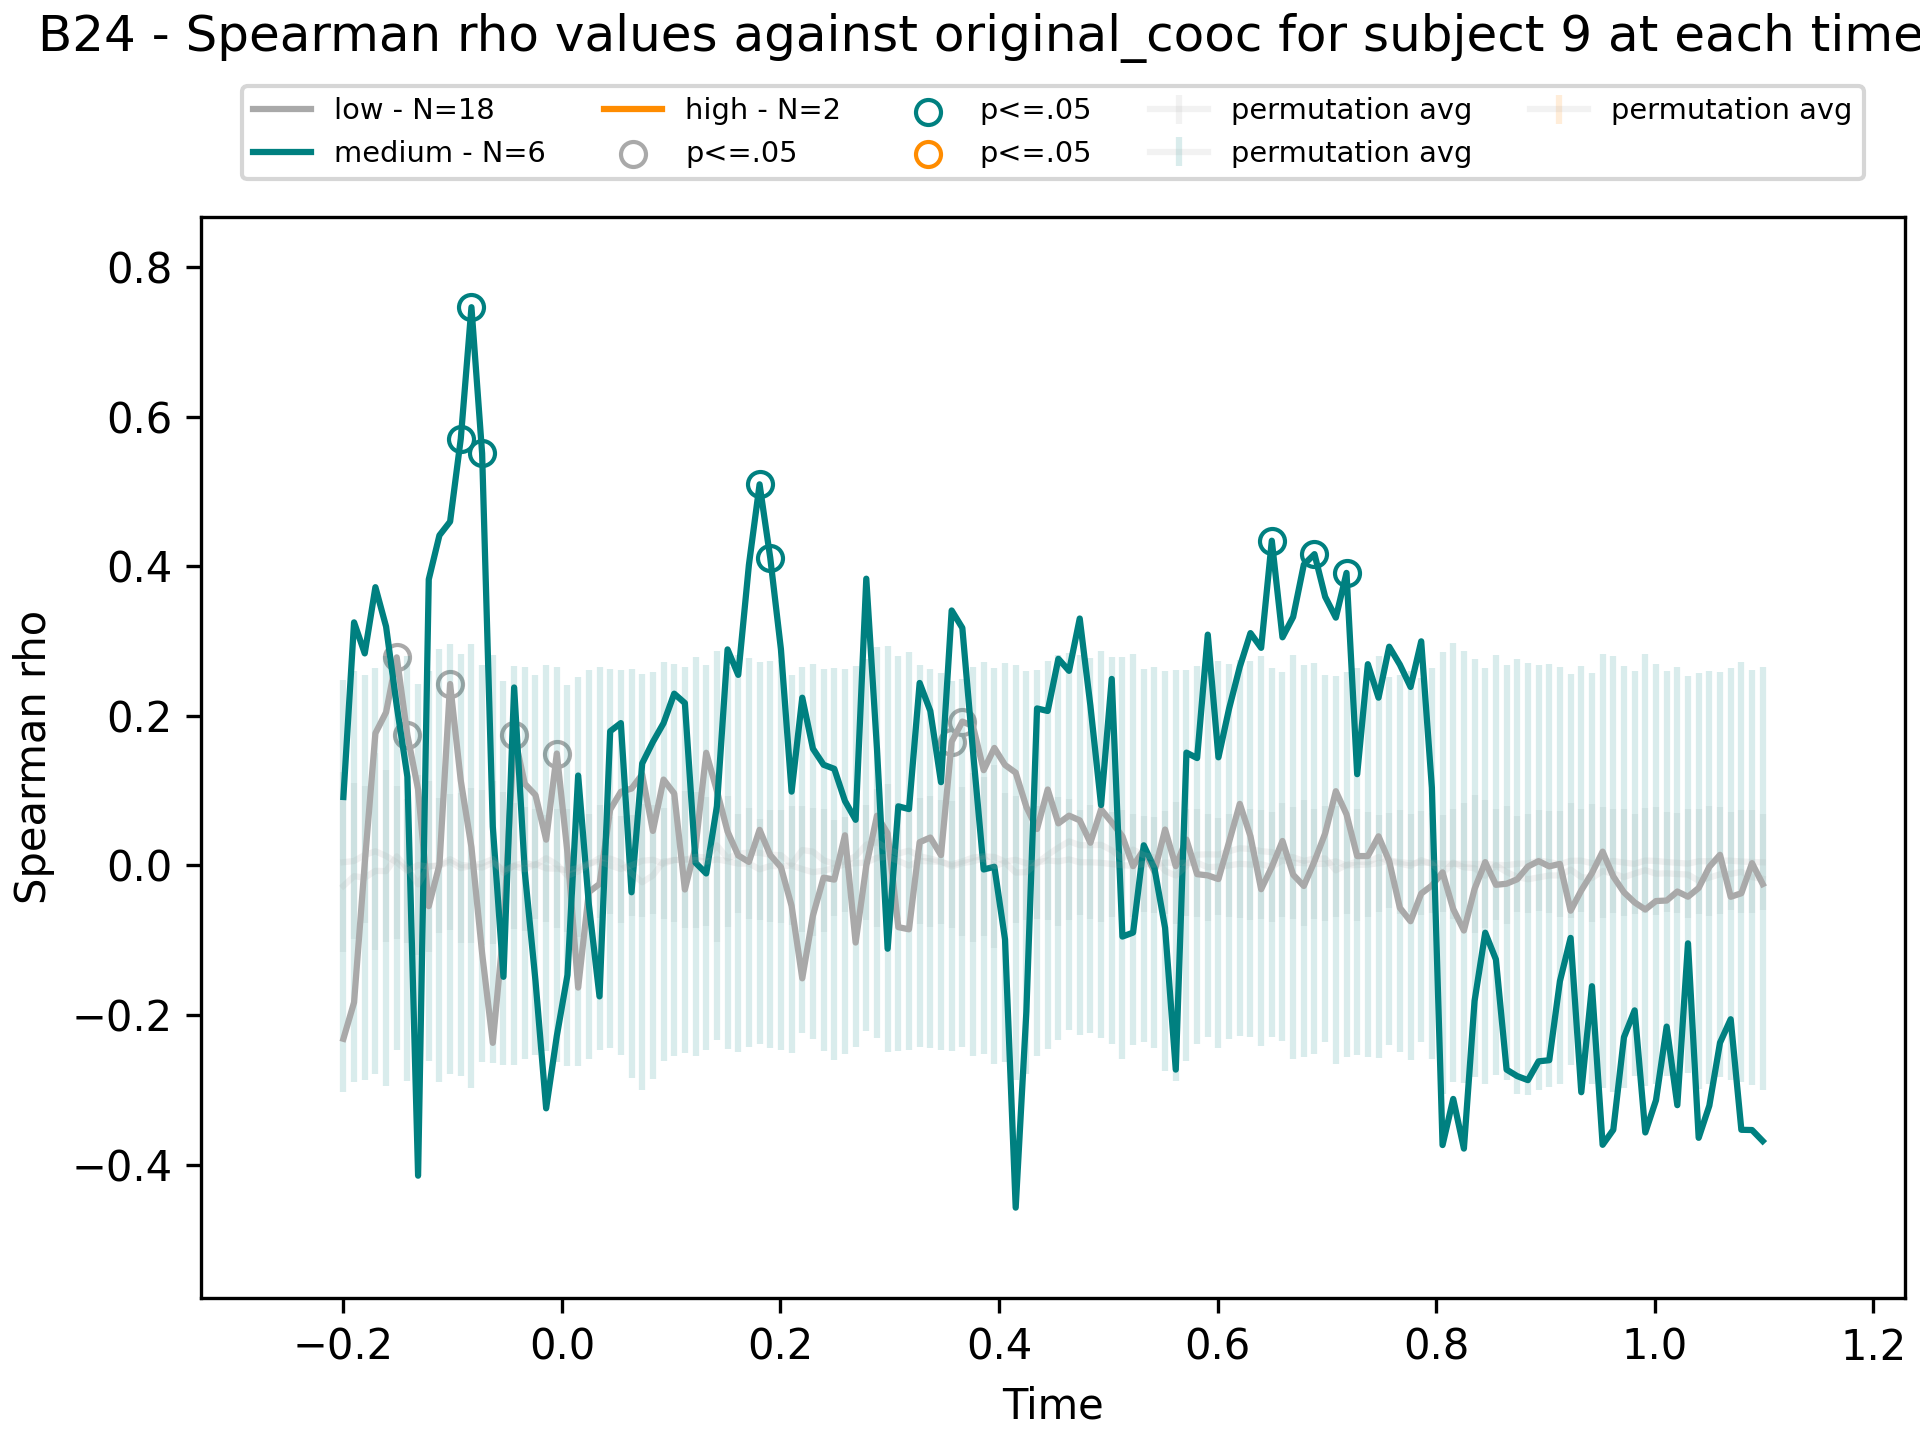 B24 - Spearman rho values against original_cooc for subject 9 at each time
low - N=18
medium - N=6
high - N=2
p<=.05
p<=.05
p<=.05
permutation avg
permutation avg
permutation avg
Spearman rho
0.8
0.6
0.4
0.2
0.0
−0.2
−0.4
−0.2 0.0 0.2 0.4 0.6 0.8 1.0 1.2
Time